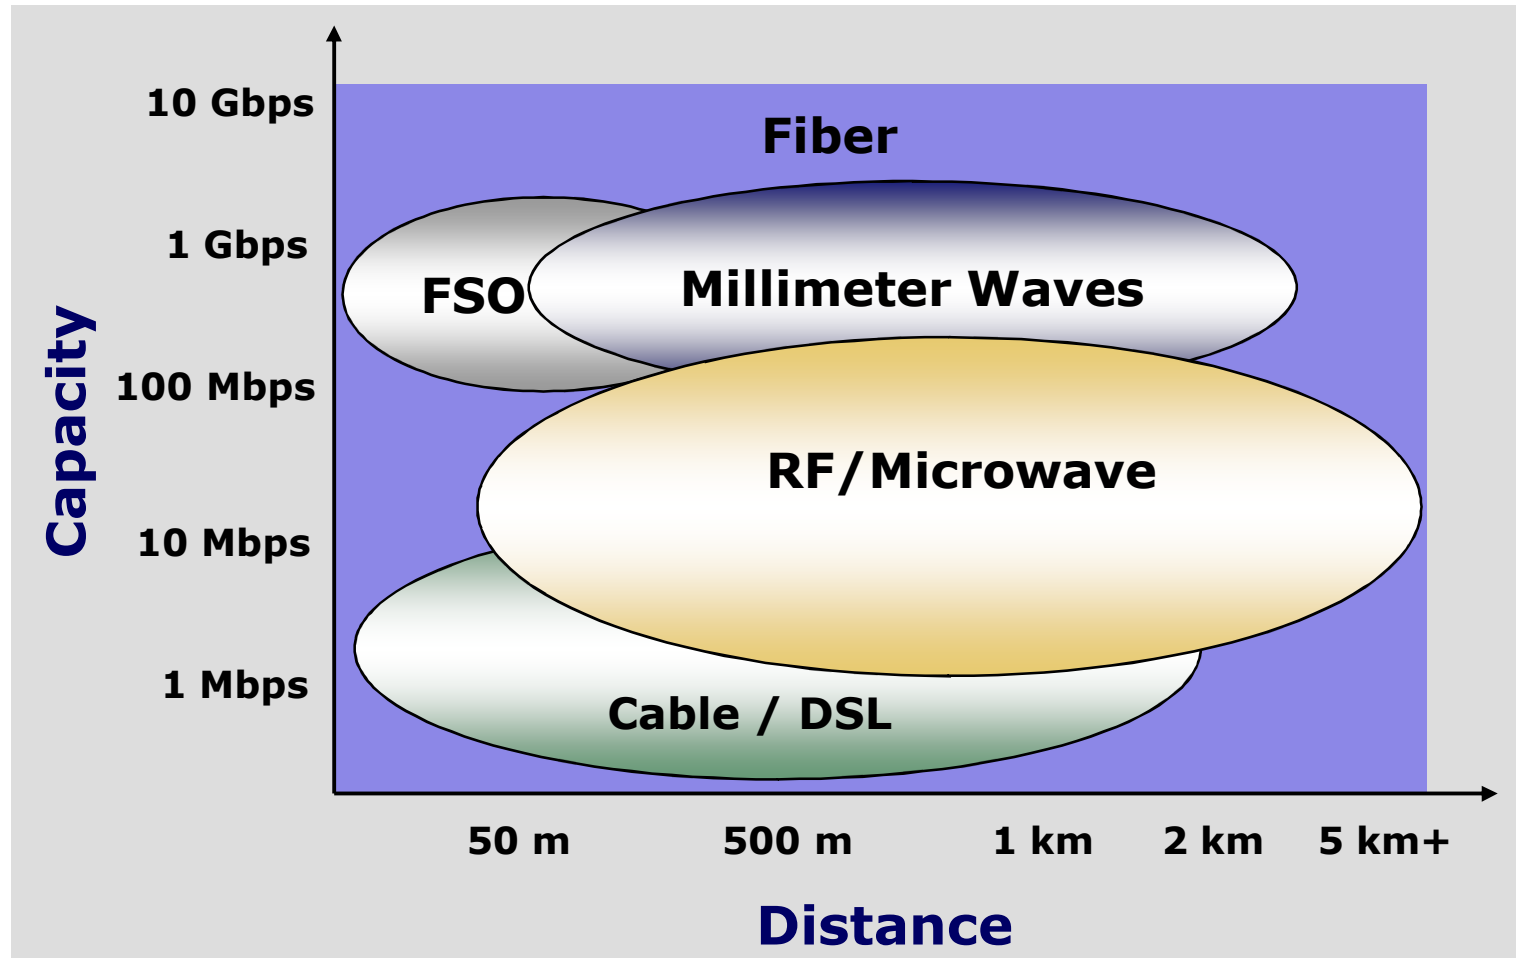 10 Gbps
Fiber
1 Gbps
FSO
Millimeter Waves
100 Mbps
RF/Microwave
10 Mbps
1 Mbps
Cable / DSL
Capacity
50 m 500 m 1 km 2 km 5 km+
Distance